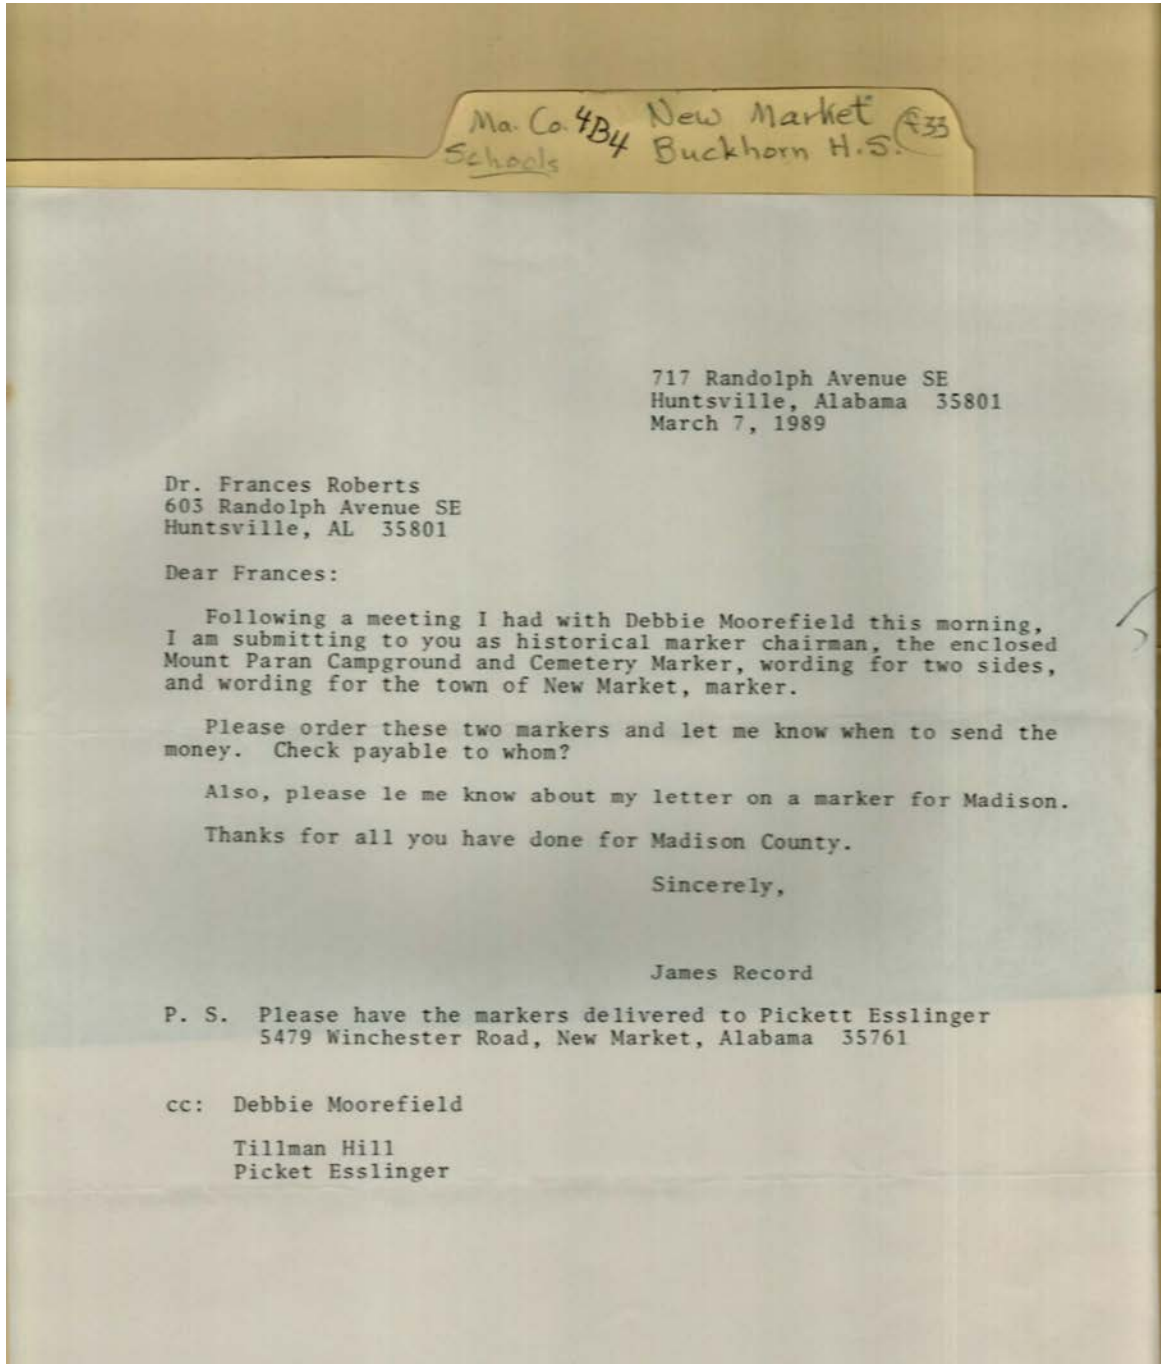 Ma. Co. 4B4 New Market
Schools Buckhorn H.S.
717 Randolph Avenue SE
Huntsville, Alabama  35801
March 7, 1989
Dr. Frances Roberts
603 Randolph Avenue SE
Huntsville, AL  35801
Dear Frances:
Following a meeting I had with Debbie Moorefield this morning,
I am submitting to you as historical marker chairman, the enclosed
Mount Paran Campground and Cemetery Marker, wording for two sides,
and wording for the town of New Market, marker.
Please order these two markers and let me know when to send the
money.  Check payable to whom?
Also, please le me know about my letter on a marker for Madison.
Thanks for all you have done for Madison County.
Sincerely,
James Record
P. S.  Please have the markers delivered to Pickett Esslinger
5479 Winchester Road, New Market, Alabama  35761
cc:  Debbie Moorefield
Tillman Hill
Picket Esslinger